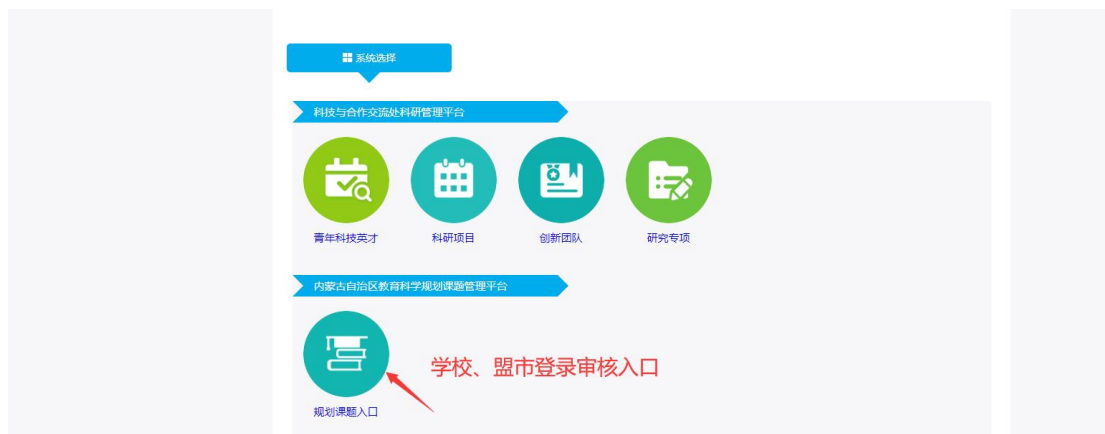 系统选择
科技与合作交流处科研管理平台
青年科技英才
科研项目
创新团队
研究专项
内蒙古自治区教育科学规划课题管理平台
学校、盟市登录审核入口
规划课题入口